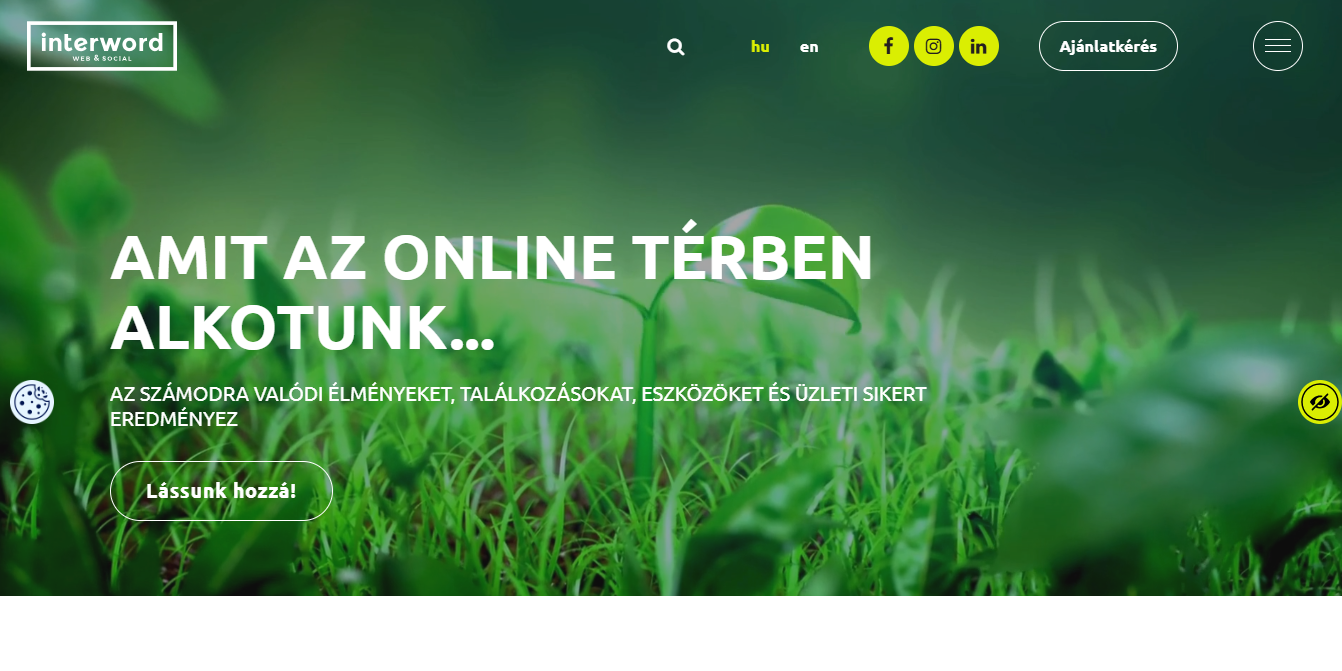 interword
WEB & SOCIAL
hu
en
Ajánlatkérés
AMIT AZ ONLINE TÉRBEN
ALKOTUNK...
AZ SZÁMODRA VALÓDI ÉLMÉNYEKET, TALÁLKOZÁSOKAT, ESZKÖZÖKET ÉS ÜZLETI SIKERT
EREDMÉNYEZ
Lássunk hozzá!